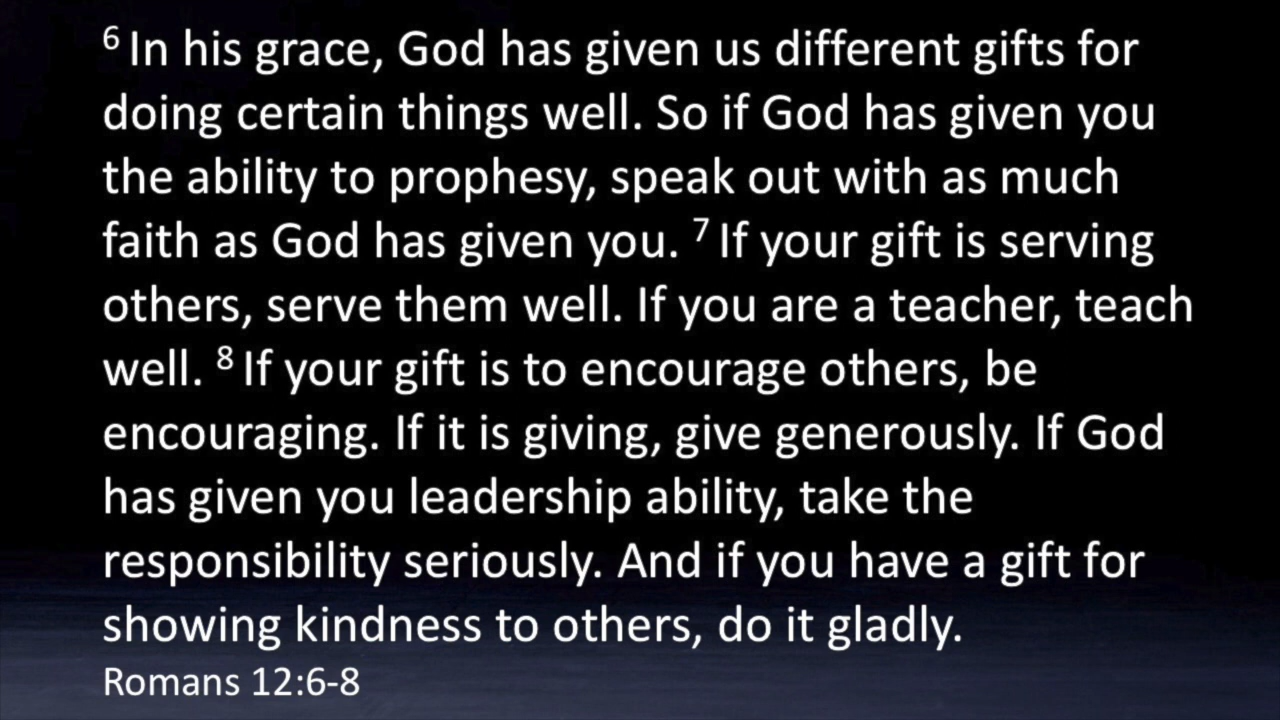 6 In his grace, God has given us different gifts for
doing certain things well. So if God has given you
the ability to prophesy, speak out with as much
faith as God has given you. 7 If your gift is serving
others, serve them well. If you are a teacher, teach
well. 8 If your gift is to encourage others, be
encouraging. If it is giving, give generously. If God
has given you leadership ability, take the
responsibility seriously. And if you have a gift for
showing kindness to others, do it gladly.
Romans 12:6-8